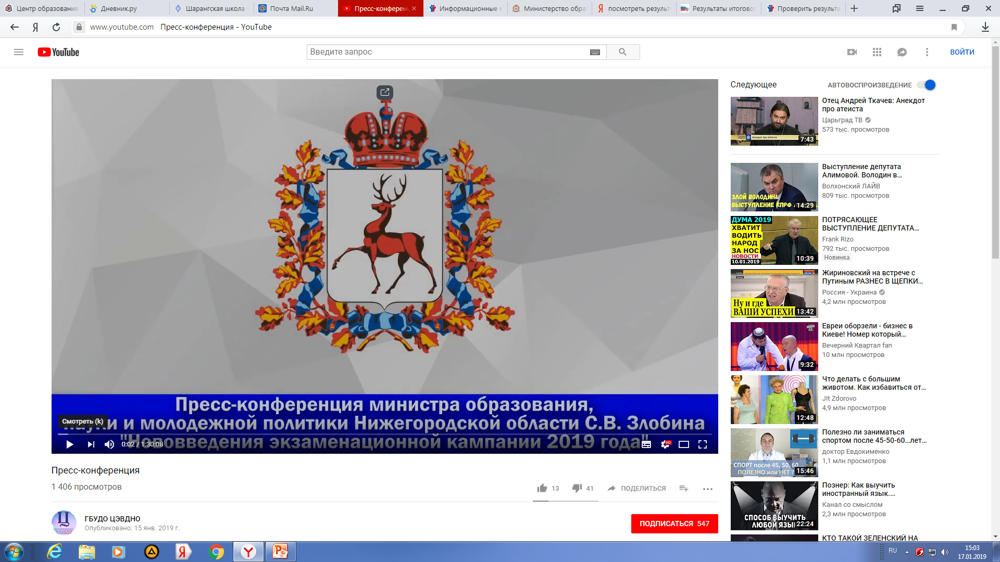 Центр образования
Дневник.ру
Шарангская школа -
Почта Mail.Ru
Пресс-конферен
Информационные
Министерство обра
посмотреть результ
Результаты итогово
Проверить результа
www.youtube.com Пресс-конференция - YouTube
YouTube
Введите запрос
ВОЙТИ
Пресс-конференция министра образования,
и молодежной политики Нижегородской области С.В. Злобина
экзаменационной кампании 2019 года"
Смотреть (k)
0:02 / 1:30:08
HD
Пресс-конференция
1 406 просмотров
13
41
ПОДЕЛИТЬСЯ
ГБУДО ЦЭВДНО
Опубликовано: 15 янв. 2019 г.
ПОДПИСАТЬСЯ 547
Следующее
АВТОВОСПРОИЗВЕДЕНИЕ
7:43
Отец Андрей Ткачев: Анекдот
про атеиста
Царьград ТВ
573 тыс. просмотров
ЗЛОЙ ВОЛОДИН!
ВЫСТУПЛЕНИЕ КПРФ
14:29
Выступление депутата
Алимовой. Володин в...
Волхонский ЛАЙВ
809 тыс. просмотров
ДУМА 2019
ХВАТИТ
ВОДИТЬ
НАРОД
ЗА НОС
НОВОСТИ
10.01.2019
10:39
ПОТРЯСАЮЩЕЕ
ВЫСТУПЛЕНИЕ ДЕПУТАТА...
Frank Rizo
792 тыс. просмотров
Новинка
Ну и где
ВАШИ УСПЕХИ
13:42
Жириновский на встрече с
Путиным РАЗНЕС В ЩЕПКИ...
Россия - Украина
4,2 млн просмотров
9:32
Евреи оборзели - бизнес в
Киеве! Номер который...
Вечерний Квартал fan
10 млн просмотров
12:48
Что делать с большим
животом. Как избавиться от...
JIt Zdorovo
4,9 млн просмотров
СПОРТ после 45, 50, 60...
ПОЛЕЗНО или НЕТ ?
15:46
Полезно ли заниматься
спортом после 45-50-60...лет...
доктор Евдокименко
1,1 млн просмотров
СПОСОБ ВЫУЧИТЬ
ЛЮБОЙ ЯЗЫ
22:24
Познер: Как выучить
иностранный язык....
Канал со смыслом
2,3 млн просмотров
КТО ТАКОЙ ЗЕЛЕНСКИЙ НА
RU
15:03
17.01.2019